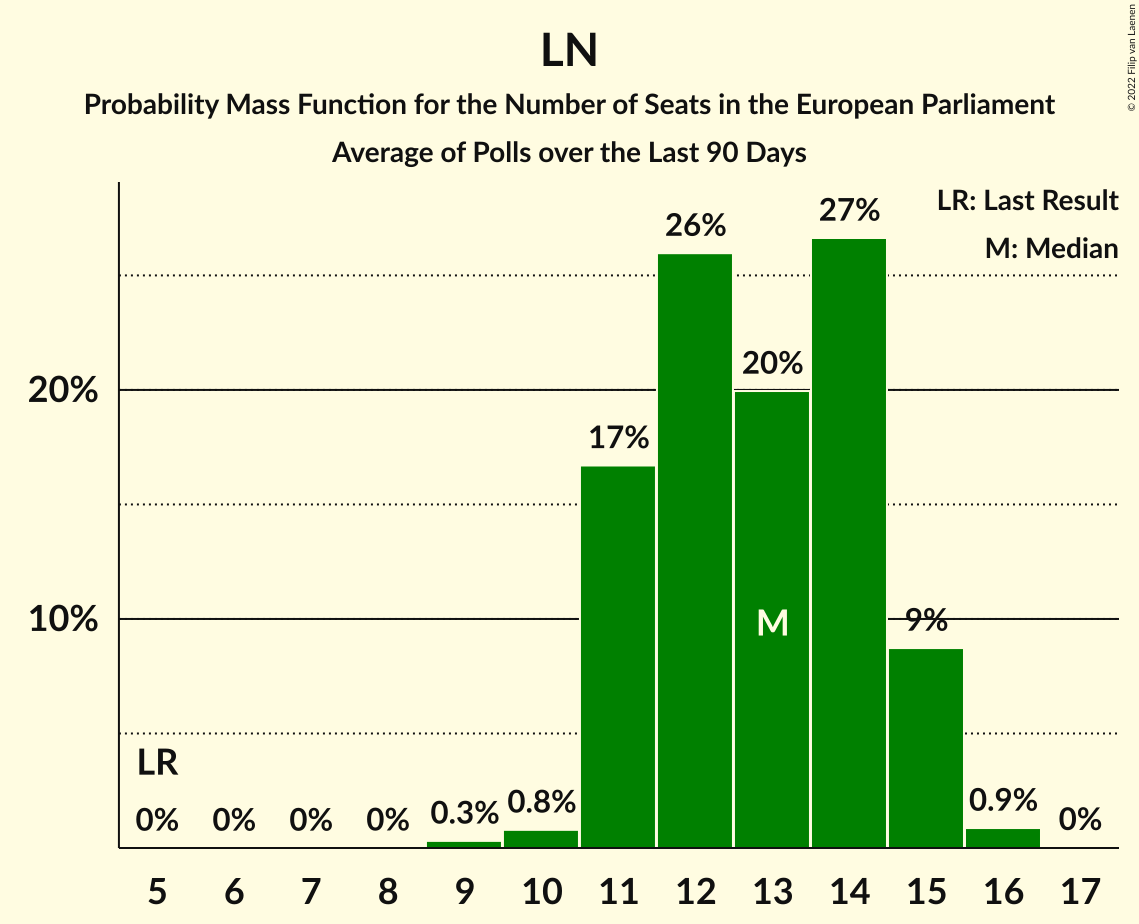 LN
Probability Mass Function for the Number of Seats in the European Parliament
Average of Polls over the Last 90 Days
© 2022 Filip van Laenen
LR: Last Result
M: Median
27%
26%
20%
20%
17%
10%
9%
M
LR
0% 0% 0% 0% 0.3% 0.8% 0.9% 0%
5 6 7 8 9 10 11 12 13 14 15 16 17